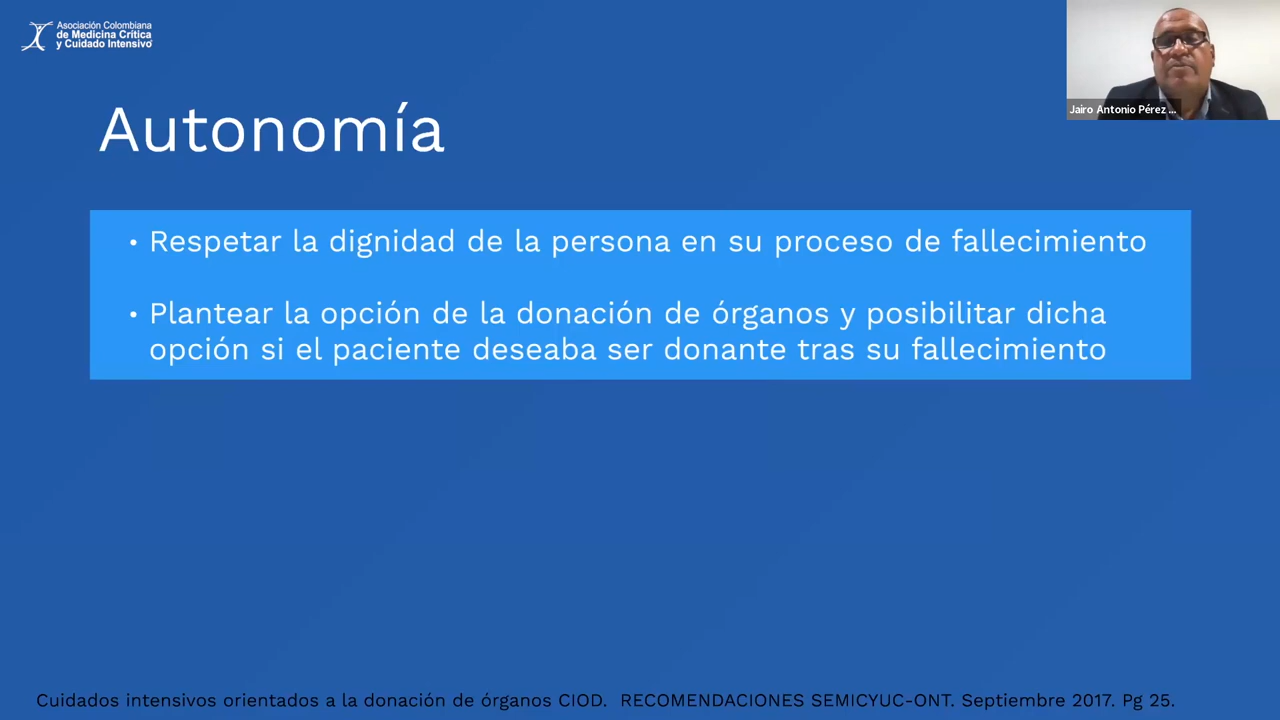 Asociación Colombiana
de Medicina Crítica
y Cuidado Intensivo
Jairo Antonio Pérez ...
Autonomía
• Respetar la dignidad de la persona en su proceso de fallecimiento
• Plantear la opción de la donación de órganos y posibilitar dicha
opción si el paciente deseaba ser donante tras su fallecimiento
Cuidados intensivos orientados a la donación de órganos CIOD. RECOMENDACIONES SEMICYUC-ONT. Septiembre 2017. Pg 25.